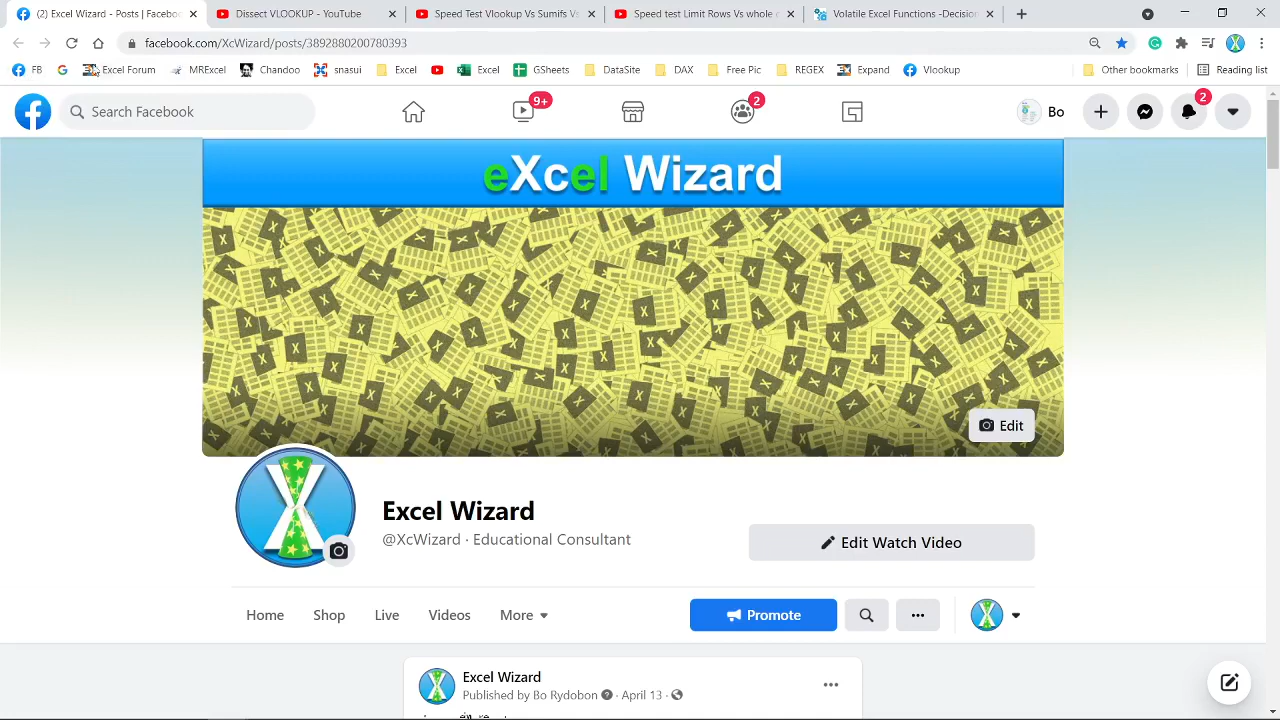 (2) Excel Wizard - Posts | Facebo
Dissect VLOOKUP - YouTube
Speed Test Vlookup Vs Sumifs Vs
Speed test Limit Rows Vs whole
Volatile Excel Functions -Decision
facebook.com/XcWizard/posts/3892880200780393
FB
Excel Forum
MRExcel
Chandoo
snasui
Excel
Excel
GSheets
DataSite
DAX
Free Pic
REGEX
Expand
Vlookup
Other bookmarks
Reading list
Search Facebook
9+
2
Bo
2
eXcel Wizard
Edit
Excel Wizard
@XcWizard · Educational Consultant
Edit Watch Video
Home
Shop
Live
Videos
More
Promote
Excel Wizard
Published by Bo Rydobon · April 13 ·